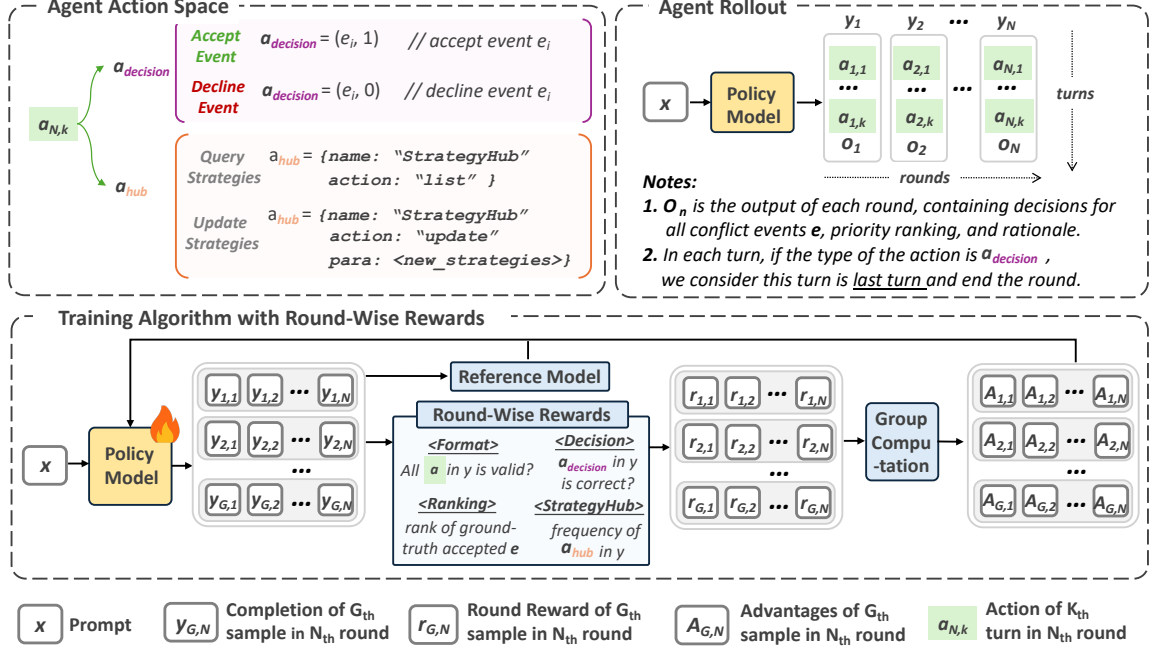 Agent Action Space
Accept Event
a_decision = (e_i, 1) // accept event e_i
Decline Event
a_decision = (e_i, 0) // decline event e_i
a_decision
a_N,k
a_hub
Query Strategies
a_hub = {name: “StrategyHub”
action: “list” }
Update Strategies
a_hub = {name: “StrategyHub”
action: “update”
para: <new_strategies>}
Agent Rollout
y_1 y_2 ... y_N
x
Policy Model
a_1,1 a_2,1 a_N,1
... ... ... ...
a_1,k a_2,k a_N,k
O_1 O_2 O_N
turns
rounds
Notes:
1. O_n is the output of each round, containing decisions for
all conflict events e, priority ranking, and rationale.
2. In each turn, if the type of the action is a_decision ,
we consider this turn is last turn and end the round.
Training Algorithm with Round-Wise Rewards
x
Policy Model
y_1,1 y_1,2 ... y_1,N
y_2,1 y_2,2 ... y_2,N
...
y_G,1 y_G,2 ... y_G,N
Reference Model
Round-Wise Rewards
<Format>
All a in y is valid?
<Decision>
a_decision in y
is correct?
<Ranking>
rank of ground-
truth accepted e
<StrategyHub>
frequency of
a_hub in y
r_1,1 r_1,2 ... r_1,N
r_2,1 r_2,2 ... r_2,N
...
r_G,1 r_G,2 ... r_G,N
Group
Compu
-tation
A_1,1 A_1,2 ... A_1,N
A_2,1 A_2,2 ... A_2,N
...
A_G,1 A_G,2 ... A_G,N
x Prompt
y_G,N Completion of G_th
sample in N_th round
r_G,N Round Reward of G_th
sample in N_th round
A_G,N Advantages of G_th
sample in N_th round
a_N,k Action of K_th
turn in N_th round